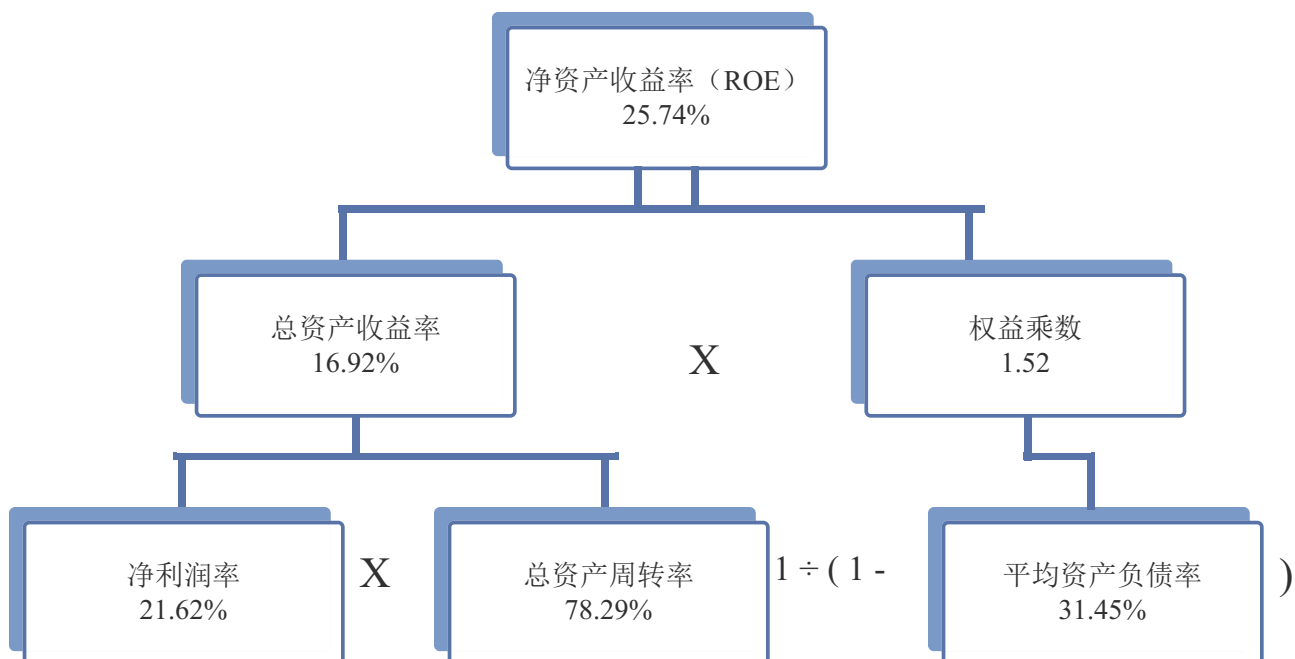 净资产收益率（ROE）
25.74%
总资产收益率
16.92%
X
权益乘数
1.52
净利润率
21.62%
X
总资产周转率
78.29%
1 ÷ ( 1 -
平均资产负债率
31.45%
)